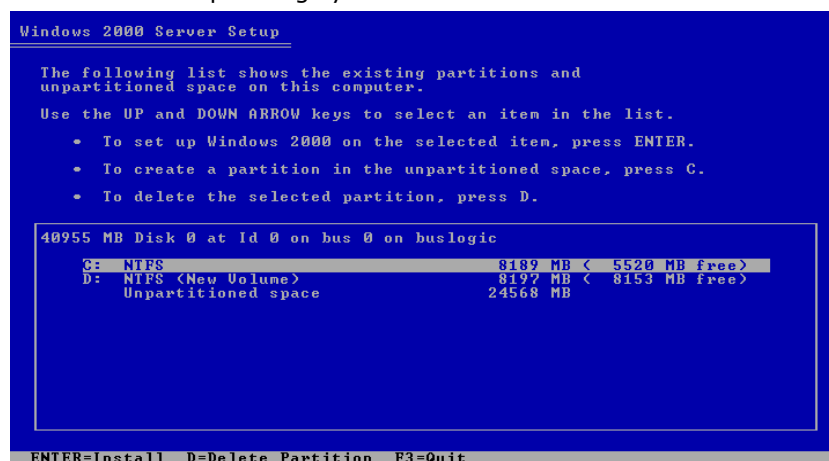 Windows 2000 Server Setup
The following list shows the existing partitions and
unpartitioned space on this computer.
Use the UP and DOWN ARROW keys to select an item in the list.
• To set up Windows 2000 on the selected item, press ENTER.
• To create a partition in the unpartitioned space, press C.
• To delete the selected partition, press D.
40955 MB Disk 0 at Id 0 on bus 0 on buslogic
C: NTFS 8189 MB ( 5520 MB free)
D: NTFS (New Volume) 8197 MB ( 8153 MB free)
Unpartitioned space 24568 MB
ENTER=Install D=Delete Partition F3=Quit